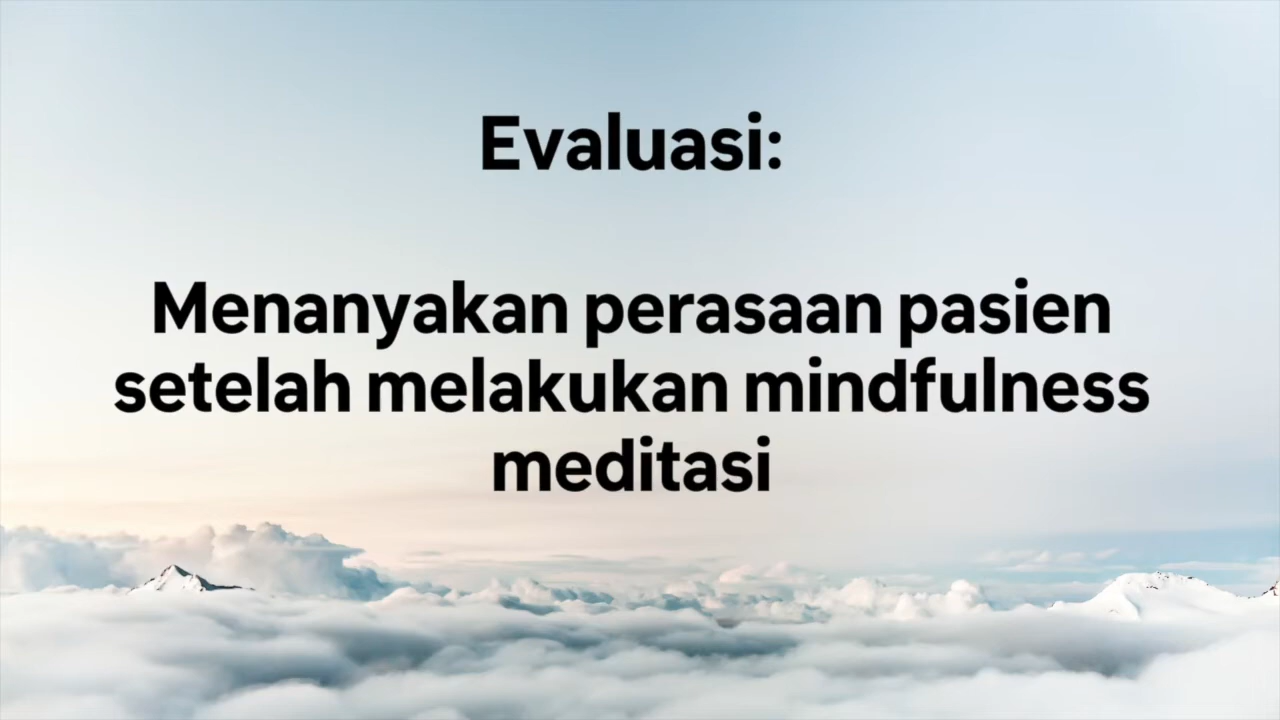 Evaluasi:
Menanyakan perasaan pasien
setelah melakukan mindfulness
meditasi